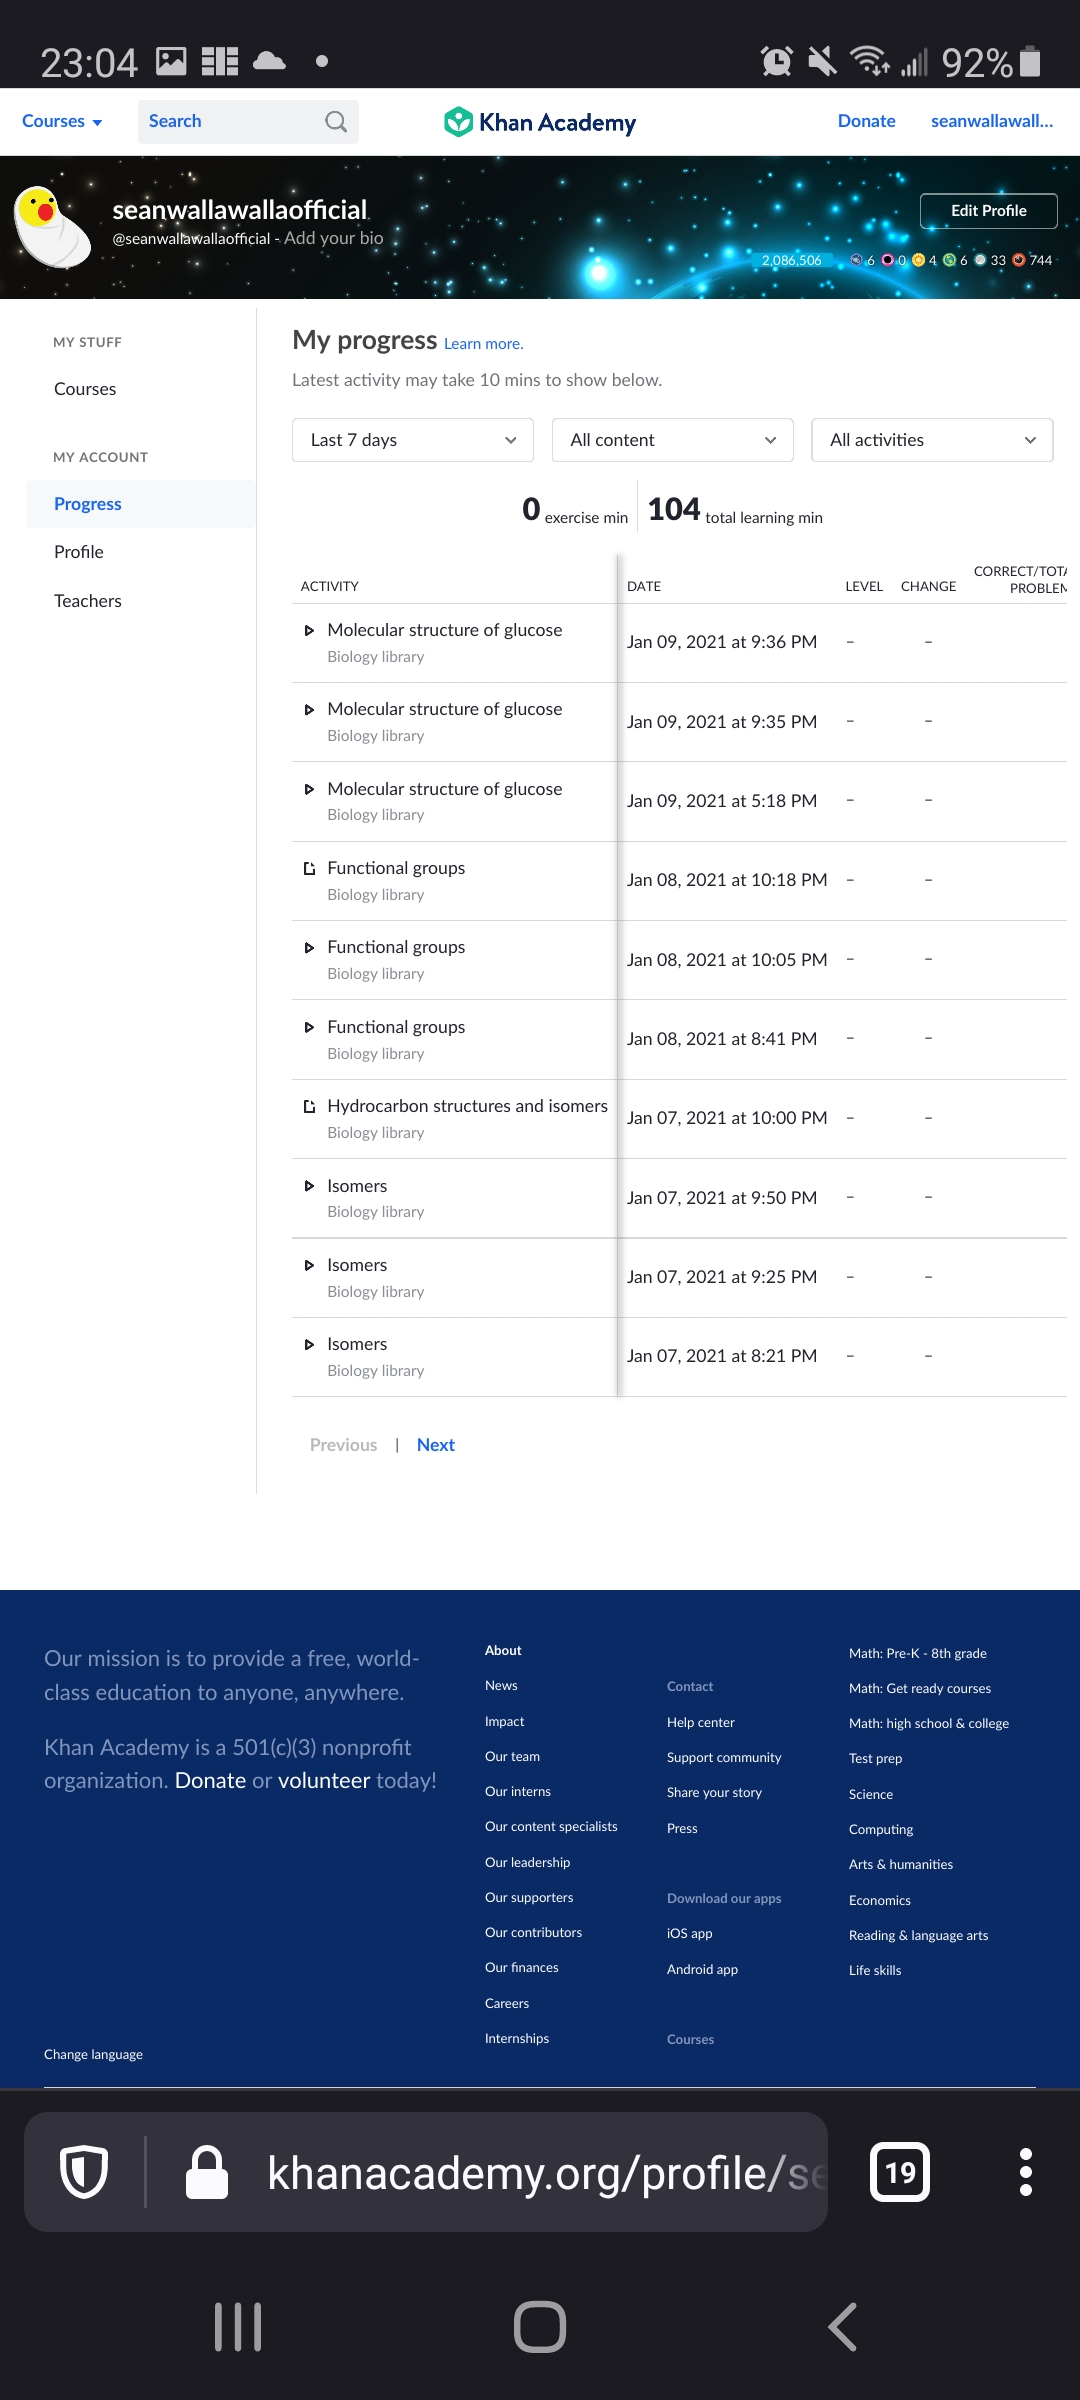 23:04
92%
Courses
Search
Khan Academy
Donate
seanwallawall...
seanwallawallaofficial
@seanwallawallaofficial - Add your bio
Edit Profile
2,086,506 6 0 4 6 33 744
MY STUFF
Courses
MY ACCOUNT
Progress
Profile
Teachers
My progress Learn more.
Latest activity may take 10 mins to show below.
Last 7 days
All content
All activities
0 exercise min
104 total learning min
ACTIVITY DATE LEVEL CHANGE CORRECT/TOTA
PROBLEM
Molecular structure of glucose
Biology library
Jan 09, 2021 at 9:36 PM – –
Molecular structure of glucose
Biology library
Jan 09, 2021 at 9:35 PM – –
Molecular structure of glucose
Biology library
Jan 09, 2021 at 5:18 PM – –
Functional groups
Biology library
Jan 08, 2021 at 10:18 PM – –
Functional groups
Biology library
Jan 08, 2021 at 10:05 PM – –
Functional groups
Biology library
Jan 08, 2021 at 8:41 PM – –
Hydrocarbon structures and isomers
Biology library
Jan 07, 2021 at 10:00 PM – –
Isomers
Biology library
Jan 07, 2021 at 9:50 PM – –
Isomers
Biology library
Jan 07, 2021 at 9:25 PM – –
Isomers
Biology library
Jan 07, 2021 at 8:21 PM – –
Previous | Next
Our mission is to provide a free, world-
class education to anyone, anywhere.
Khan Academy is a 501(c)(3) nonprofit
organization. Donate or volunteer today!
Change language
About
News
Impact
Our team
Our interns
Our content specialists
Our leadership
Our supporters
Our contributors
Our finances
Careers
Internships
Contact
Help center
Support community
Share your story
Press
Download our apps
iOS app
Android app
Courses
Math: Pre-K - 8th grade
Math: Get ready courses
Math: high school & college
Test prep
Science
Computing
Arts & humanities
Economics
Reading & language arts
Life skills
khanacademy.org/profile/se
19